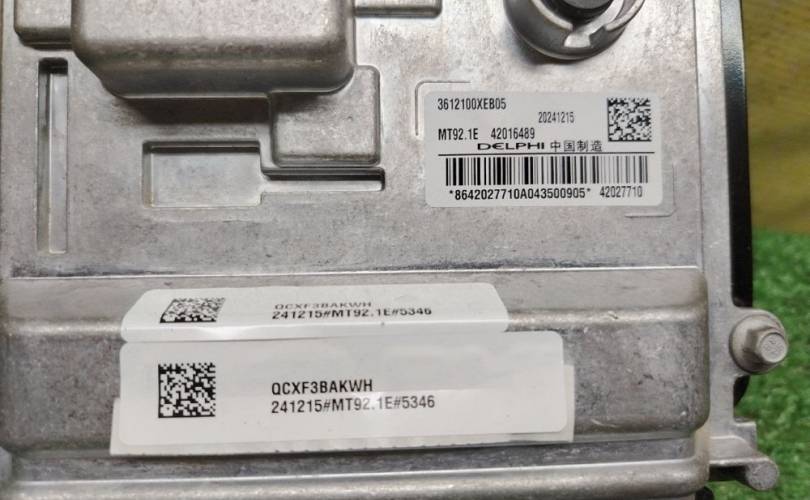 3612100XEB05
20241215
MT92.1E 42016489
DELPHI 中国制造
*8642027710A043500905* 42027710
QCXF3BAKWH
241215#MT92.1E#5346
QCXF3BAKWH
241215#MT92.1E#5346